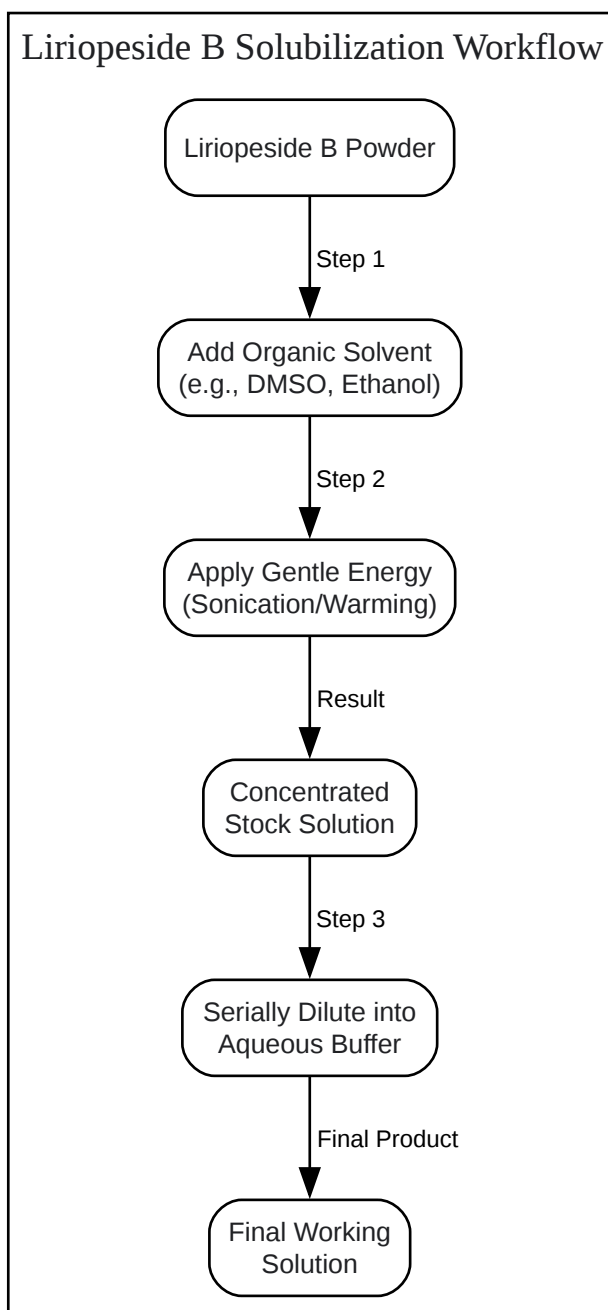 Liriopeside B Solubilization Workflow
Liriopeside B Powder
Step 1
Add Organic Solvent
(e.g., DMSO, Ethanol)
Step 2
Apply Gentle Energy
(Sonication/Warming)
Result
Concentrated
Stock Solution
Step 3
Serially Dilute into
Aqueous Buffer
Final Product
Final Working
Solution